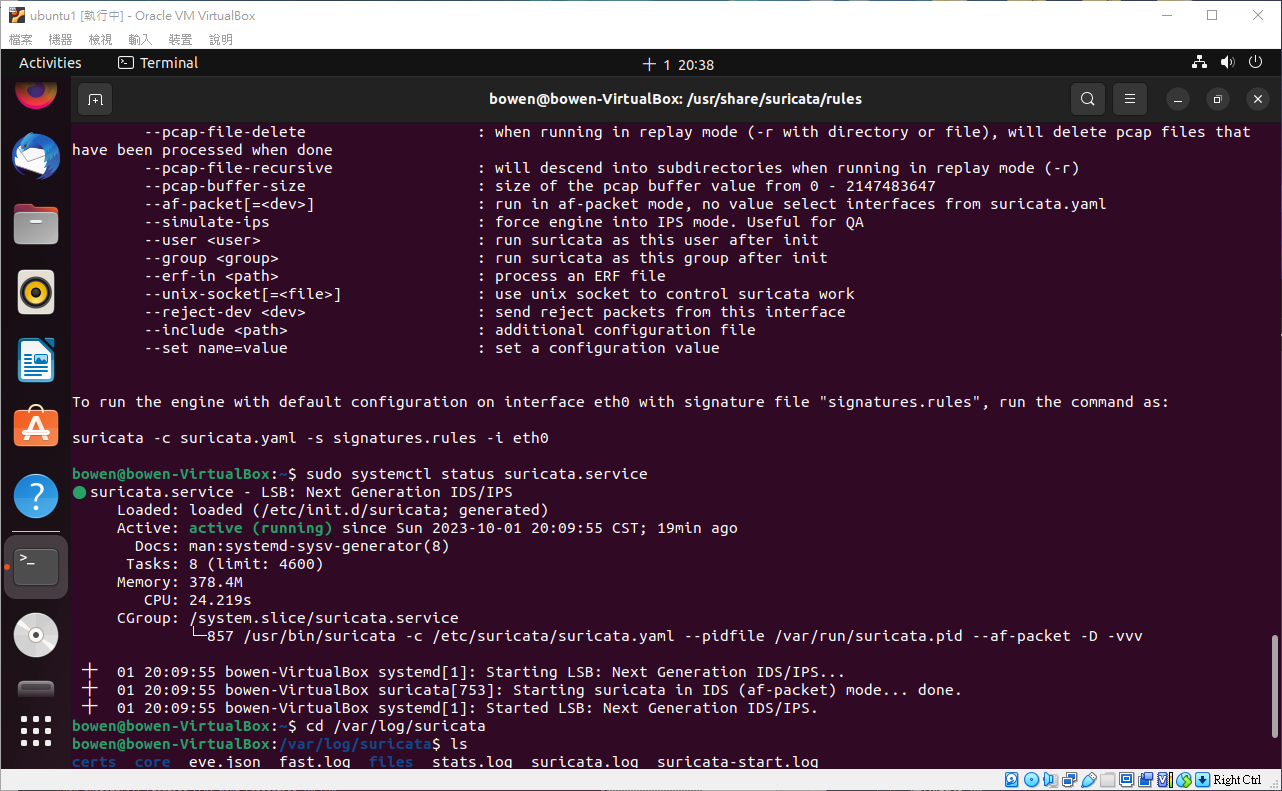 ubuntu1 [執行中] - Oracle VM VirtualBox
檔案 機器 檢視 輸入 裝置 說明
Activities Terminal 十 1 20:38
bowen@bowen-VirtualBox: /usr/share/suricata/rules
--pcap-file-delete : when running in replay mode (-r with directory or file), will delete pcap files that
have been processed when done
--pcap-file-recursive : will descend into subdirectories when running in replay mode (-r)
--pcap-buffer-size : size of the pcap buffer value from 0 - 2147483647
--af-packet[=<dev>] : run in af-packet mode, no value select interfaces from suricata.yaml
--simulate-ips : force engine into IPS mode. Useful for QA
--user <user> : run suricata as this user after init
--group <group> : run suricata as this group after init
--erf-in <path> : process an ERF file
--unix-socket[=<file>] : use unix socket to control suricata work
--reject-dev <dev> : send reject packets from this interface
--include <path> : additional configuration file
--set name=value : set a configuration value
To run the engine with default configuration on interface eth0 with signature file "signatures.rules", run the command as:
suricata -c suricata.yaml -s signatures.rules -i eth0
bowen@bowen-VirtualBox:~$ sudo systemctl status suricata.service
● suricata.service - LSB: Next Generation IDS/IPS
Loaded: loaded (/etc/init.d/suricata; generated)
Active: active (running) since Sun 2023-10-01 20:09:55 CST; 19min ago
Docs: man:systemd-sysv-generator(8)
Tasks: 8 (limit: 4600)
Memory: 378.4M
CPU: 24.219s
CGroup: /system.slice/suricata.service
└─857 /usr/bin/suricata -c /etc/suricata/suricata.yaml --pidfile /var/run/suricata.pid --af-packet -D -vvv
十 01 20:09:55 bowen-VirtualBox systemd[1]: Starting LSB: Next Generation IDS/IPS...
十 01 20:09:55 bowen-VirtualBox suricata[753]: Starting suricata in IDS (af-packet) mode... done.
十 01 20:09:55 bowen-VirtualBox systemd[1]: Started LSB: Next Generation IDS/IPS.
bowen@bowen-VirtualBox:~$ cd /var/log/suricata
bowen@bowen-VirtualBox:/var/log/suricata$ ls
certs core eve.json fast.log files stats.log suricata.log suricata-start.log
Right Ctrl